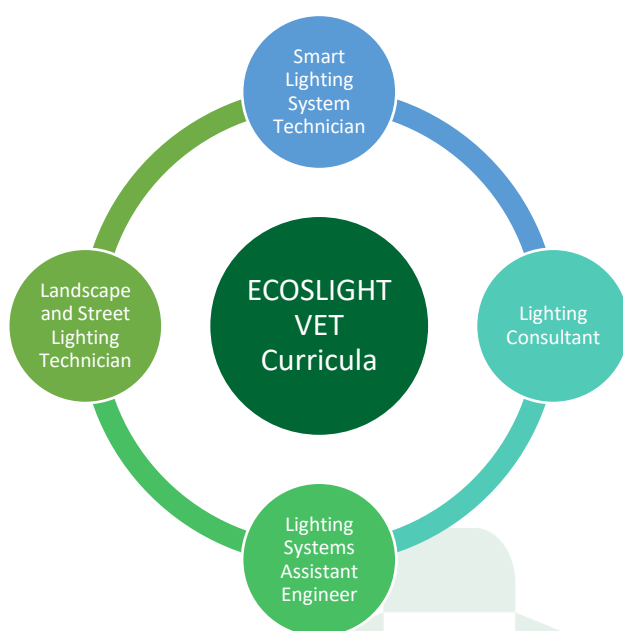 Smart
Lighting
System
Technician
Landscape
and Street
Lighting
Technician
ECOSLIGHT
VET
Curricula
Lighting
Consultant
Lighting
Systems
Assistant
Engineer